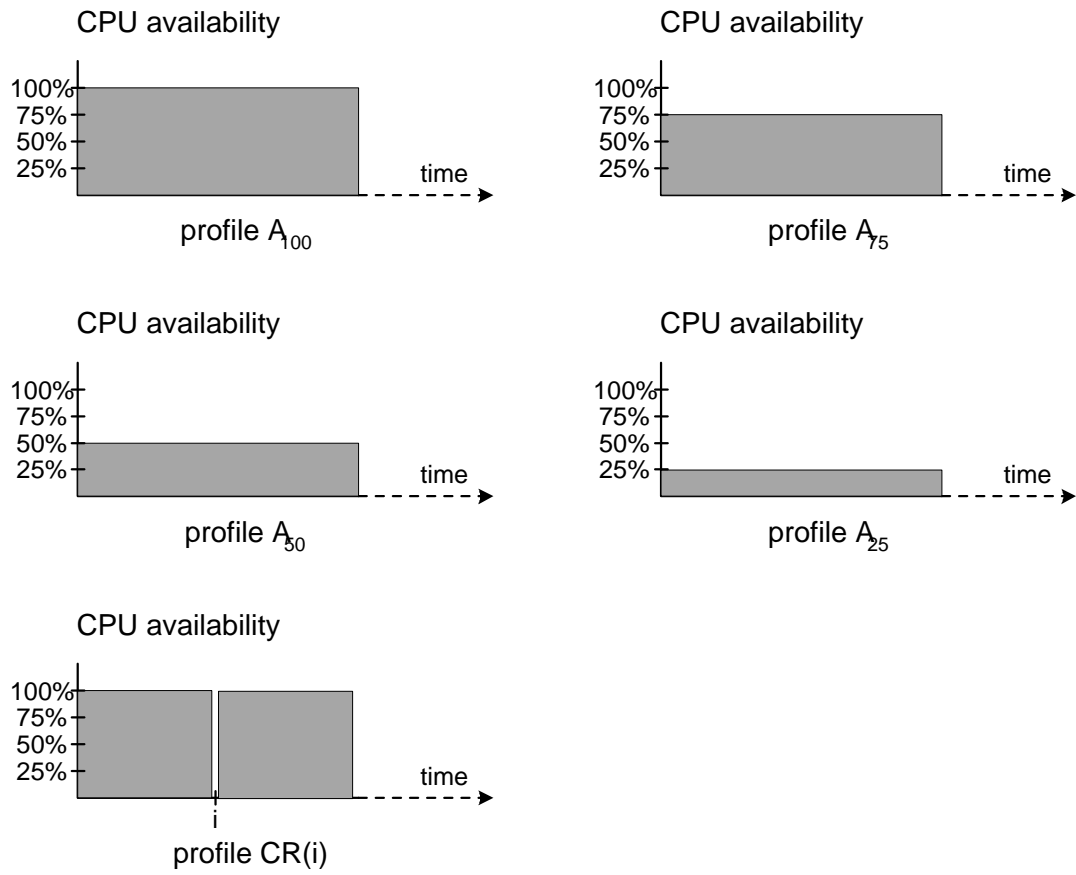 CPU availability
100%
75%
50%
25%
time
profile A100
CPU availability
100%
75%
50%
25%
time
profile A75
CPU availability
100%
75%
50%
25%
time
profile A50
CPU availability
100%
75%
50%
25%
time
profile A25
CPU availability
100%
75%
50%
25%
time
i
profile CR(i)